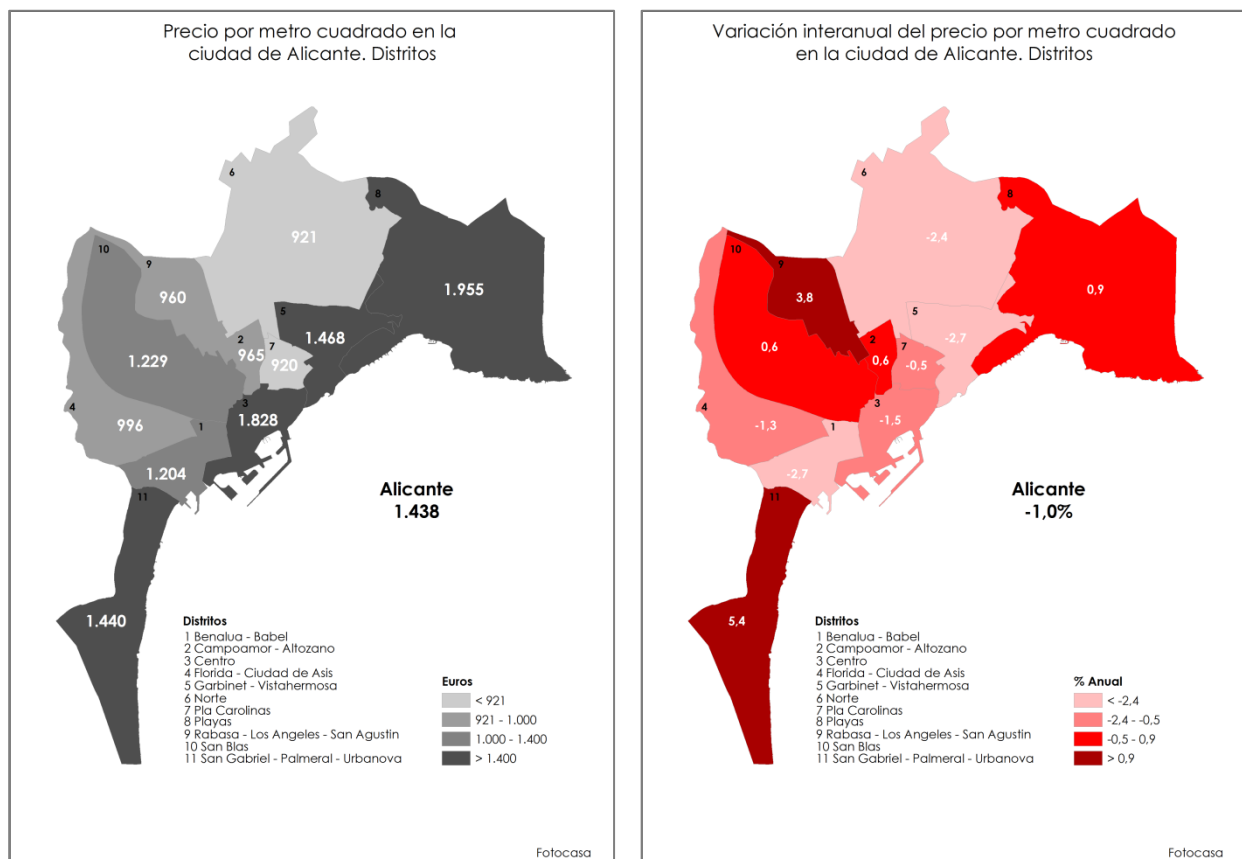 Precio por metro cuadrado en la
ciudad de Alicante. Distritos
6
8
921
10
9
1.955
960
5
1.468
2
7
965
920
1.229
3
4
996
1
1.828
1.204
11
Alicante
1.438
1.440
Distritos
1 Benalua - Babel
2 Campoamor - Altozano
3 Centro
4 Florida - Ciudad de Asis
5 Garbinet - Vistahermosa
6 Norte
7 Pla Carolinas
8 Playas
9 Rabasa - Los Angeles - San Agustín
10 San Blas
11 San Gabriel - Palmeral - Urbanova
Euros
< 921
921 - 1.000
1.000 - 1.400
> 1.400
Fotocasa
Variación interanual del precio por metro cuadrado
en la ciudad de Alicante. Distritos
6
8
-2,4
10
9
0,9
3,8
5
-2,7
2
7
0,6
0,6
-0,5
3
4
-1,3
1
-1,5
-2,7
11
Alicante
-1,0%
5,4
Distritos
1 Benalua - Babel
2 Campoamor - Altozano
3 Centro
4 Florida - Ciudad de Asis
5 Garbinet - Vistahermosa
6 Norte
7 Pla Carolinas
8 Playas
9 Rabasa - Los Angeles - San Agustín
10 San Blas
11 San Gabriel - Palmeral - Urbanova
% Anual
< -2,4
-2,4 - -0,5
-0,5 - 0,9
> 0,9
Fotocasa